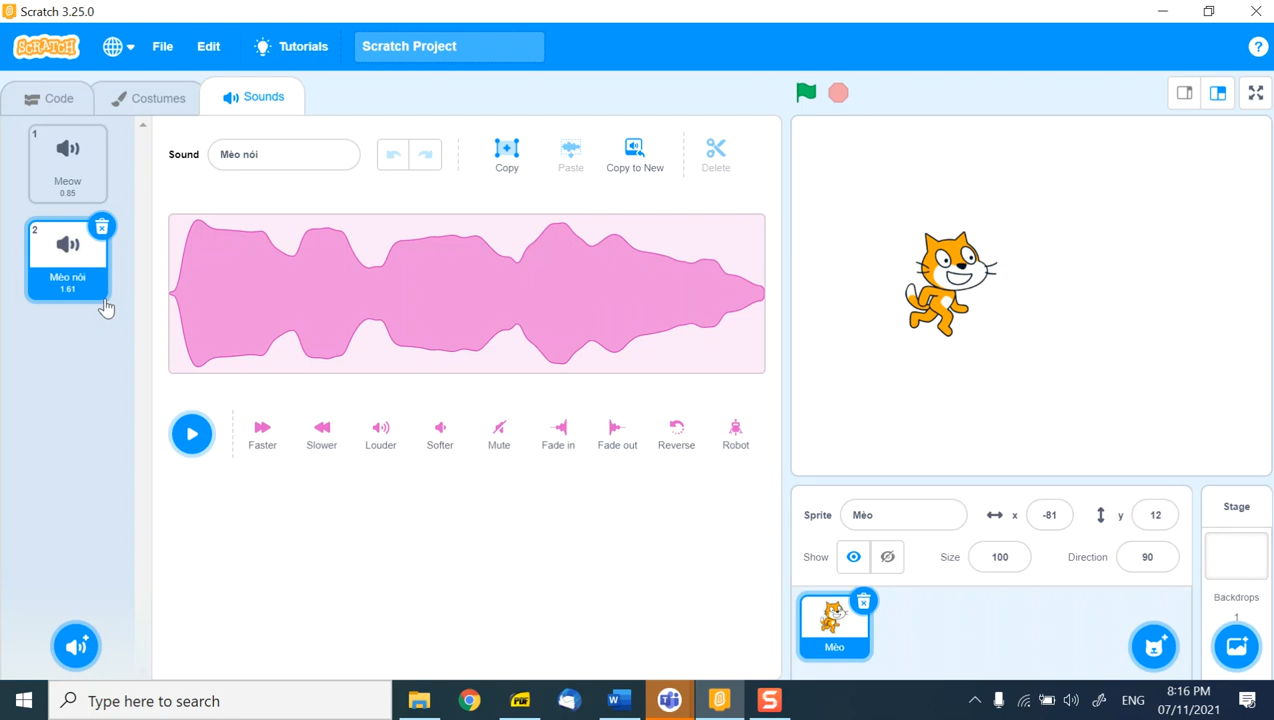 Scratch 3.25.0
SCRATCH File Edit Tutorials Scratch Project ?
Code Costumes Sounds
1
Meow
0.85
2
Mèo nói
1.61
Sound Mèo nói Copy Paste Copy to New Delete
Faster Slower Louder Softer Mute Fade in Fade out Reverse Robot
Sprite Mèo x -81 y 12
Show Size 100 Direction 90
Mèo
Stage
Backdrops
1
Type here to search PDF W S ENG 8:16 PM
07/11/2021